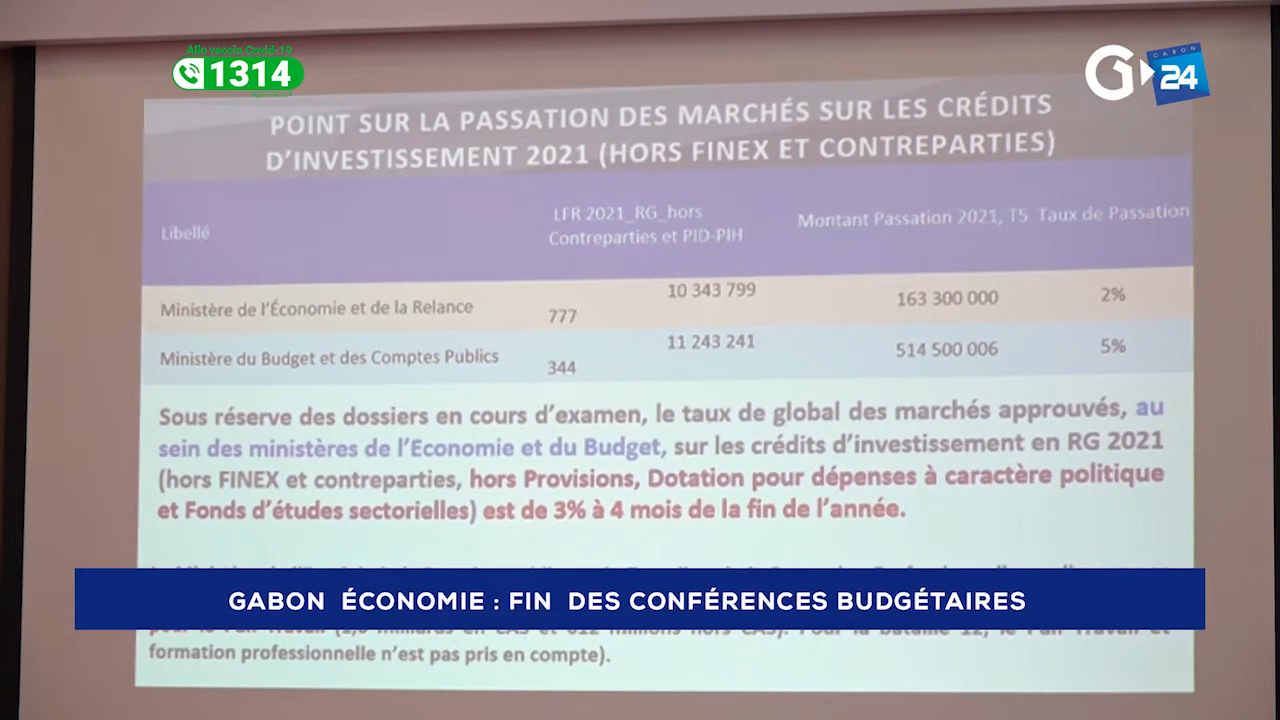 Allo vaccin Covid-19
1314
GABON
G 24
POINT SUR LA PASSATION DES MARCHÉS SUR LES CRÉDITS
D'INVESTISSEMENT 2021 (HORS FINEX ET CONTREPARTIES)
Libellé
LFR 2021_RG_hors
Contreparties et PID-PIH
Montant Passation 2021, T5
Taux de Passation
Ministère de l'Économie et de la Relance
10 343 799
777
163 300 000
2%
Ministère du Budget et des Comptes Publics
11 243 241
344
514 500 006
5%
Sous réserve des dossiers en cours d'examen, le taux de global des marchés approuvés, au
sein des ministères de l'Economie et du Budget, sur les crédits d'investissement en RG 2021
(hors FINEX et contreparties, hors Provisions, Dotation pour dépenses à caractère politique
et Fonds d'études sectorielles) est de 3% à 4 mois de la fin de l'année.
GABON ÉCONOMIE : FIN DES CONFÉRENCES BUDGÉTAIRES
formation professionnelle n'est pas pris en compte).